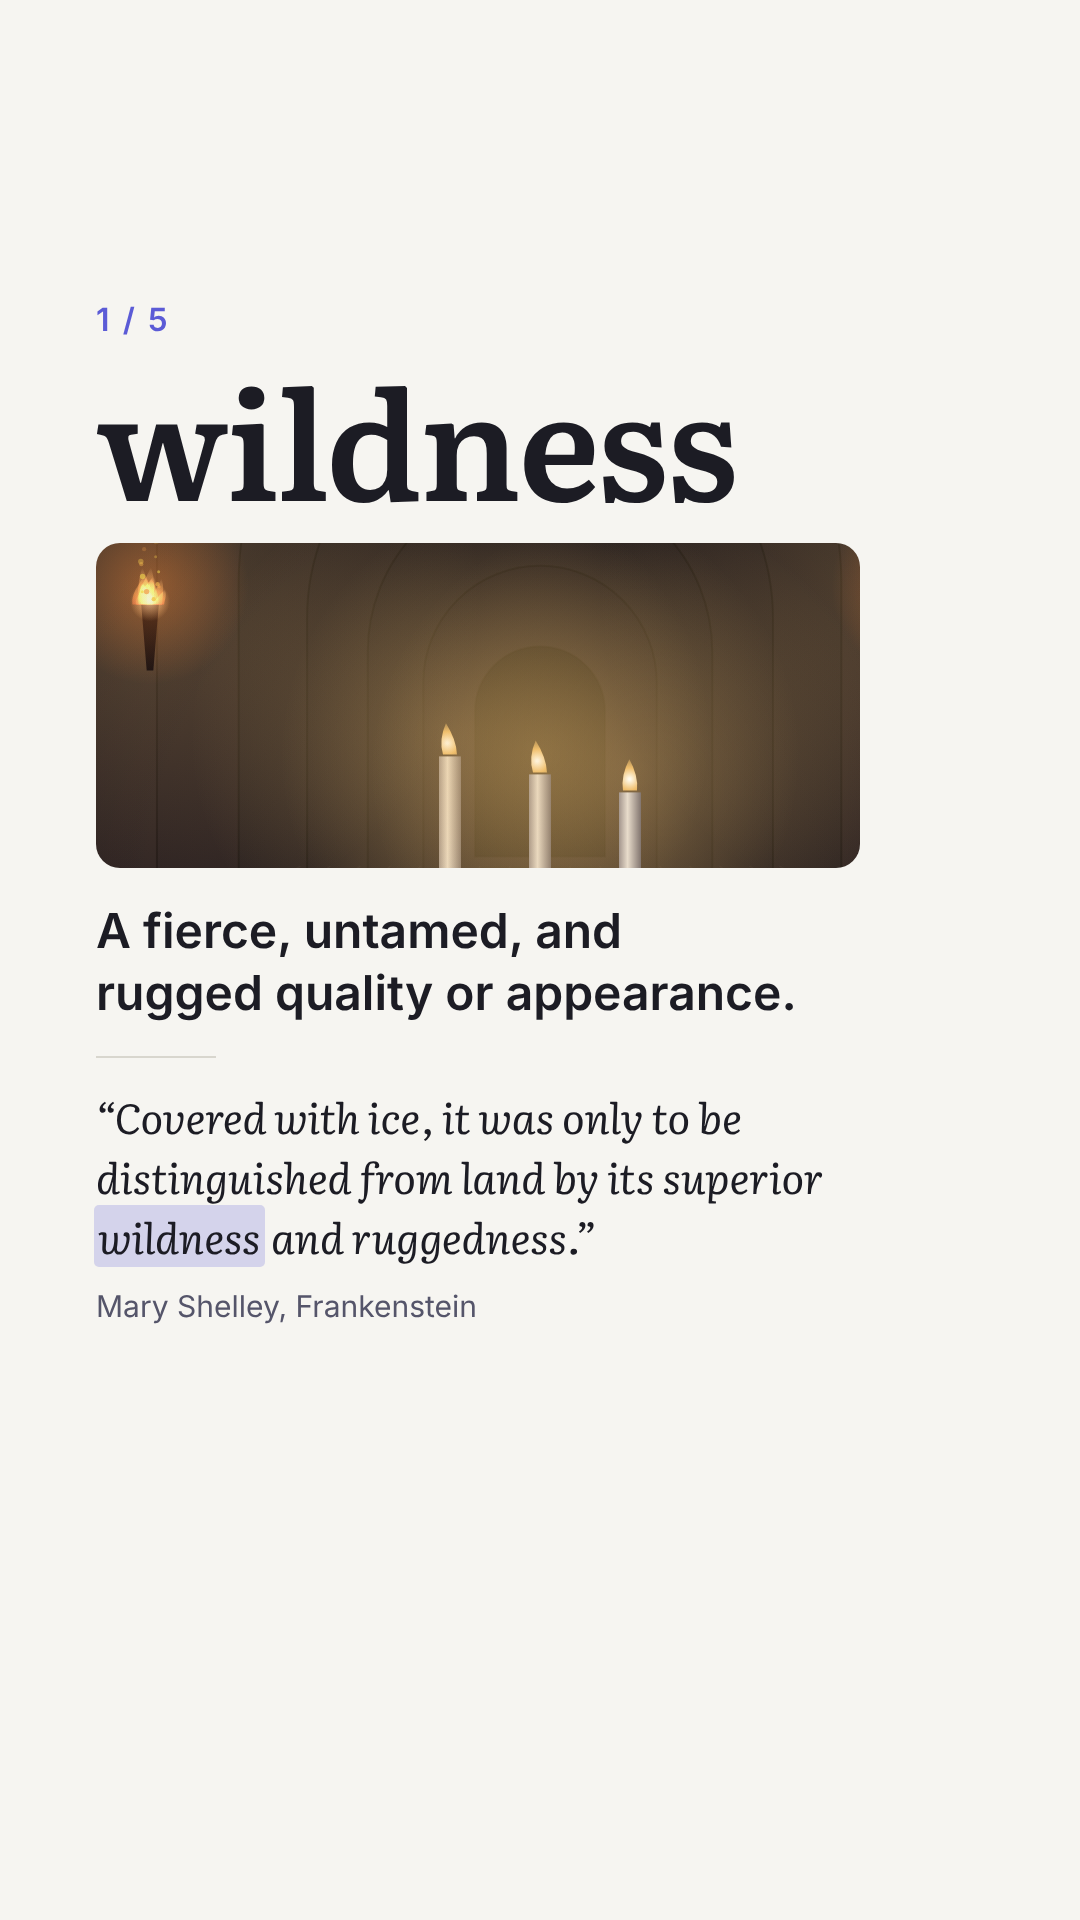 1 / 5
wildness
A fierce, untamed, and
rugged quality or appearance.
“Covered with ice, it was only to be
distinguished from land by its superior
wildness and ruggedness.”
Mary Shelley, Frankenstein